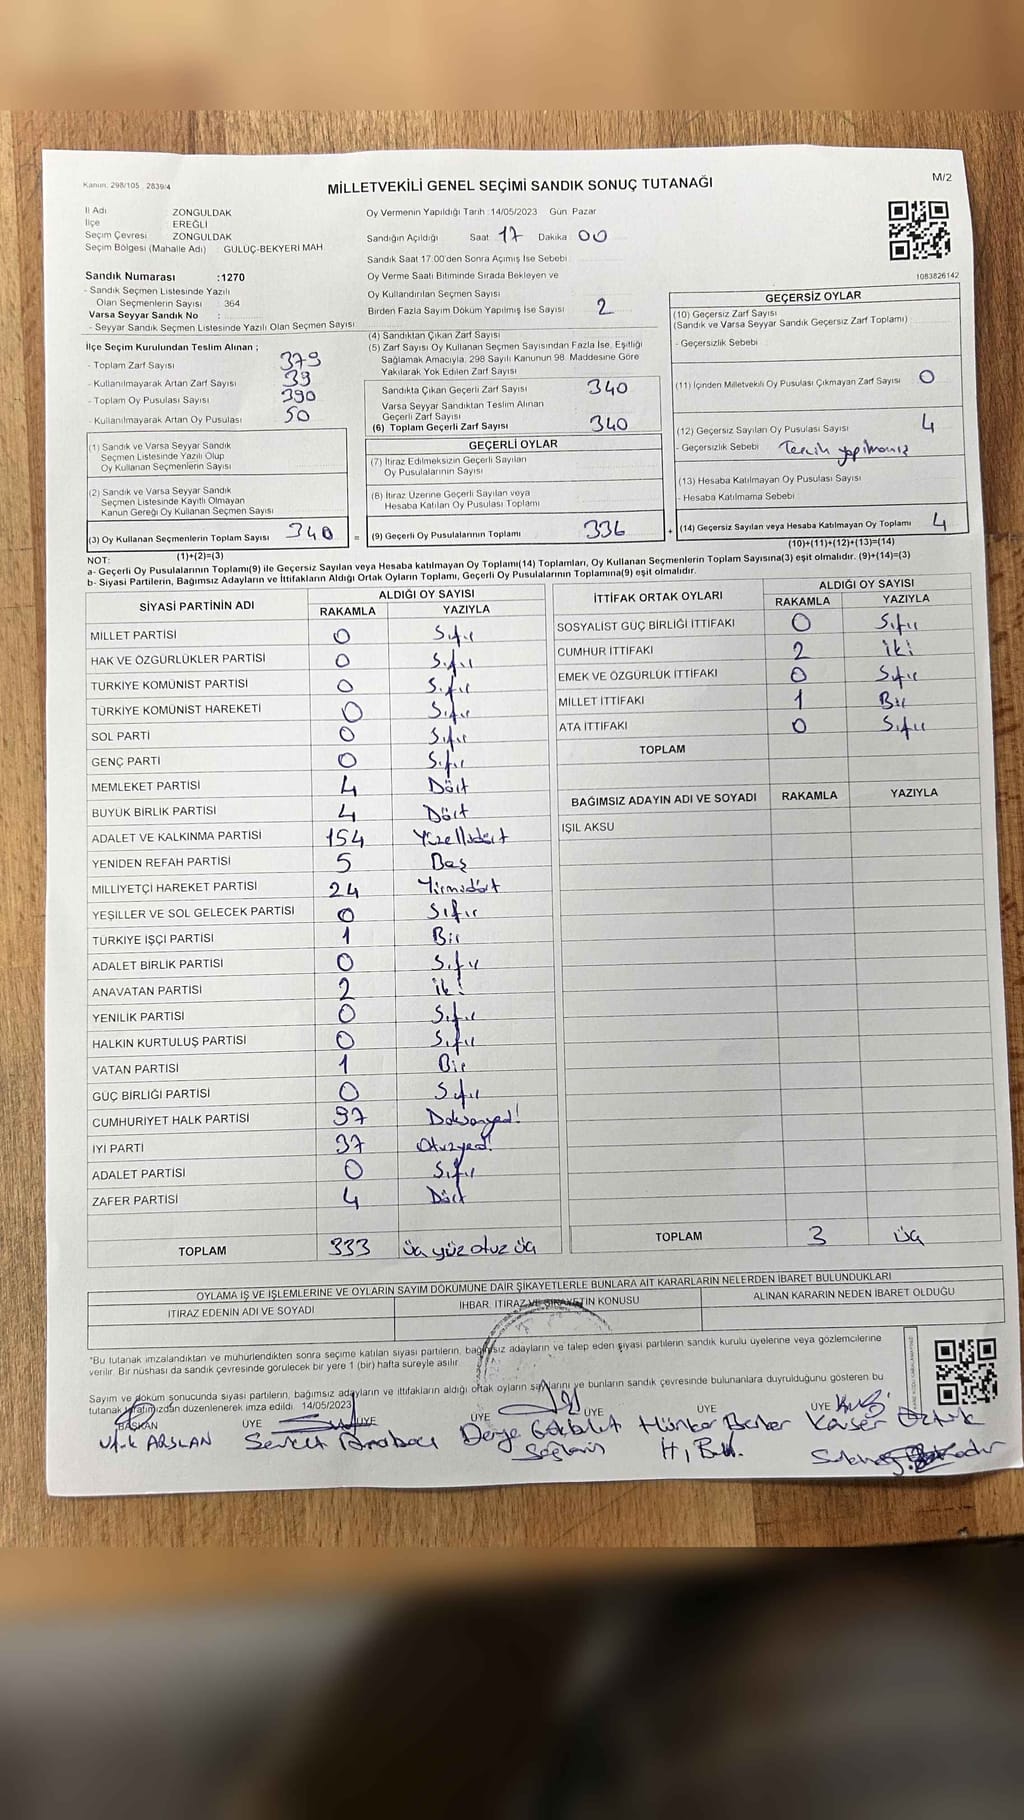 Kanun: 298/105 , 2839/4
MİLLETVEKİLİ GENEL SEÇİMİ SANDIK SONUÇ TUTANAĞI
M/2
İl Adı ZONGULDAK
İlçe EREĞLİ
Seçim Çevresi ZONGULDAK
Seçim Bölgesi (Mahalle Adı) GÜLÜÇ-BEKYERİ MAH
Sandık Numarası :1270
- Sandık Seçmen Listesinde Yazılı
Olan Seçmenlerin Sayısı 364
Varsa Seyyar Sandık No :
- Seyyar Sandık Seçmen Listesinde Yazılı Olan Seçmen Sayısı
İlçe Seçim Kurulundan Teslim Alınan ;
- Toplam Zarf Sayısı 379
- Kullanılmayarak Artan Zarf Sayısı 39
- Toplam Oy Pusulası Sayısı 390
- Kullanılmayarak Artan Oy Pusulası 50
(1) Sandık ve Varsa Seyyar Sandık
Seçmen Listesinde Yazılı Olup
Oy Kullanan Seçmenlerin Sayısı
(2) Sandık ve Varsa Seyyar Sandık
Seçmen Listesinde Kayıtlı Olmayan
Kanun Gereği Oy Kullanan Seçmen Sayısı
(3) Oy Kullanan Seçmenlerin Toplam Sayısı 340 =
(1)+(2)=(3)
Oy Vermenin Yapıldığı Tarih :14/05/2023 Gün Pazar
Sandığın Açıldığı Saat 17 Dakika 00
Sandık Saat 17:00'den Sonra Açımış İse Sebebi
Oy Verme Saati Bitiminde Sırada Bekleyen ve
Oy Kullandırılan Seçmen Sayısı
Birden Fazla Sayım Döküm Yapılmış İse Sayısı 2
(4) Sandıktan Çıkan Zarf Sayısı
(5) Zarf Sayısı Oy Kullanan Seçmen Sayısından Fazla İse, Eşitliği
Sağlamak Amacıyla, 298 Sayılı Kanunun 98. Maddesine Göre
Yakılarak Yok Edilen Zarf Sayısı
Sandıkta Çıkan Geçerli Zarf Sayısı 340
Varsa Seyyar Sandıktan Teslim Alınan
Geçerli Zarf Sayısı
(6) Toplam Geçerli Zarf Sayısı 340
GEÇERLİ OYLAR
(7) İtiraz Edilmeksizin Geçerli Sayılan
Oy Pusulalarının Sayısı
(8) İtiraz Üzerine Geçerli Sayılan veya
Hesaba Katılan Oy Pusulası Toplamı
(9) Geçerli Oy Pusulalarının Toplamı 336 +
1083826142
GEÇERSİZ OYLAR
(10) Geçersiz Zarf Sayısı
(Sandık ve Varsa Seyyar Sandık Geçersiz Zarf Toplamı)
- Geçersizlik Sebebi
(11) İçinden Milletvekili Oy Pusulası Çıkmayan Zarf Sayısı 0
(12) Geçersiz Sayılan Oy Pusulası Sayısı 4
- Geçersizlik Sebebi Tercih yapılmamış
(13) Hesaba Katılmayan Oy Pusulası Sayısı
- Hesaba Katılmama Sebebi
(14) Geçersiz Sayılan veya Hesaba Katılmayan Oy Toplamı 4
(10)+(11)+(12)+(13)=(14)
NOT:
a- Geçerli Oy Pusulalarının Toplamı(9) ile Geçersiz Sayılan veya Hesaba katılmayan Oy Toplamı(14) Toplamları, Oy Kullanan Seçmenlerin Toplam Sayısına(3) eşit olmalıdır. (9)+(14)=(3)
b- Siyasi Partilerin, Bağımsız Adayların ve İttifakların Aldığı Ortak Oyların Toplamı, Geçerli Oy Pusulalarının Toplamına(9) eşit olmalıdır.
SİYASİ PARTİNİN ADI ALDIĞI OY SAYISI
RAKAMLA YAZIYLA
MİLLET PARTİSİ 0 Sıfır
HAK VE ÖZGÜRLÜKLER PARTİSİ 0 Sıfır
TÜRKİYE KOMÜNİST PARTİSİ 0 Sıfır
TÜRKİYE KOMÜNİST HAREKETİ 0 Sıfır
SOL PARTİ 0 Sıfır
GENÇ PARTİ 0 Sıfır
MEMLEKET PARTİSİ 4 Dört
BÜYÜK BİRLİK PARTİSİ 4 Dört
ADALET VE KALKINMA PARTİSİ 154 Yüzellidört
YENİDEN REFAH PARTİSİ 5 Beş
MİLLİYETÇİ HAREKET PARTİSİ 24 Yirmidört
YEŞİLLER VE SOL GELECEK PARTİSİ 0 Sıfır
TÜRKİYE İŞÇİ PARTİSİ 1 Bir
ADALET BİRLİK PARTİSİ 0 Sıfır
ANAVATAN PARTİSİ 2 iki
YENİLİK PARTİSİ 0 Sıfır
HALKIN KURTULUŞ PARTİSİ 0 Sıfır
VATAN PARTİSİ 1 Bir
GÜÇ BİRLİĞİ PARTİSİ 0 Sıfır
CUMHURİYET HALK PARTİSİ 97 Doksanyedi
İYİ PARTİ 37 Otuzyedi
ADALET PARTİSİ 0 Sıfır
ZAFER PARTİSİ 4 Dört
TOPLAM 333 üç yüz otuz üç
İTTİFAK ORTAK OYLARI ALDIĞI OY SAYISI
RAKAMLA YAZIYLA
SOSYALİST GÜÇ BİRLİĞİ İTTİFAKI 0 Sıfır
CUMHUR İTTİFAKI 2 iki
EMEK VE ÖZGÜRLÜK İTTİFAKI 0 Sıfır
MİLLET İTTİFAKI 1 Bir
ATA İTTİFAKI 0 Sıfır
TOPLAM
BAĞIMSIZ ADAYIN ADI VE SOYADI RAKAMLA YAZIYLA
IŞIL AKSU
TOPLAM 3 üç
OYLAMA İŞ VE İŞLEMLERİNE VE OYLARIN SAYIM DÖKÜMÜNE DAİR ŞİKAYETLERLE BUNLARA AİT KARARLARIN NELERDEN İBARET BULUNDUKLARI
İTİRAZ EDENİN ADI VE SOYADI İHBAR, İTİRAZ VE ŞİKAYETİN KONUSU ALINAN KARARIN NEDEN İBARET OLDUĞU
*Bu tutanak imzalandıktan ve mühürlendikten sonra seçime katılan siyasi partilerin, bağımsız adayların ve talep eden siyasi partilerin sandık kurulu üyelerine veya gözlemcilerine
verilir. Bir nüshası da sandık çevresinde görülecek bir yere 1 (bir) hafta süreyle asılır.
Sayım ve döküm sonucunda siyasi partilerin, bağımsız adayların ve ittifakların aldığı ortak oyların sayılarını ve bunların sandık çevresinde bulunanlara duyurulduğunu gösteren bu
tutanak tarafımızdan düzenlenerek imza edildi. 14/05/2023
BAŞKAN ÜYE ÜYE ÜYE ÜYE ÜYE ÜYE
Ufuk ARSLAN Servet Arabacı Derya Gökbulut Hünkar Berber Kevser Öztürk